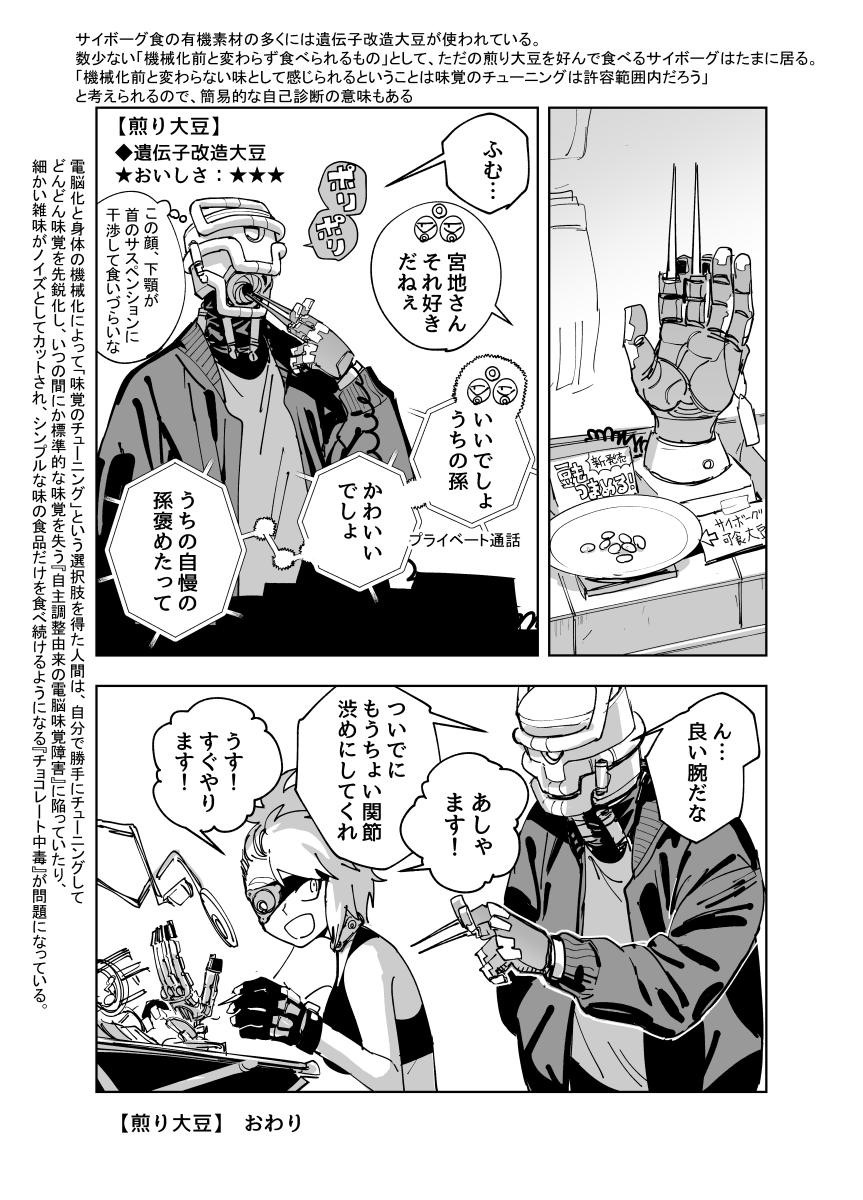 サイボーグ食の有機素材の多くには遺伝子改造大豆が使われている。
数少ない「機械化前と変わらず食べられるもの」として、ただの煎り大豆を好んで食べるサイボーグはたまに居る。
「機械化前と変わらない味として感じられるということは味覚のチューニングは許容範囲内だろう」
と考えられるので、簡易的な自己診断の意味もある
新発売
豆も
つまめる！
サイボーグ
可食大豆
【煎り大豆】
◆遺伝子改造大豆
★おいしさ：★★★
ふむ…
ポリ
ポリ
宮地さん
それ好き
だねぇ
この顔、下顎が
首のサスペンションに
干渉して食いづらいな
いいでしょ
うちの孫
かわいい
でしょ
プライベート通話
うちの自慢の
孫褒めたって
ん…
良い腕だな
ついでに
もうちょい関節
渋めにしてくれ
あしゃ
ます！
うす！
すぐやり
ます！
電脳化と身体の機械化によって「味覚のチューニング」という選択肢を得た人間は、自分で勝手にチューニングして
どんどん味覚を先鋭化し、いつの間にか標準的な味覚を失う『自主調整由来の電脳味覚障害』に陥っていたり、
細かい雑味がノイズとしてカットされ、シンプルな味の食品だけを食べ続けるようになる『チョコレート中毒』が問題になっている。
【煎り大豆】 おわり